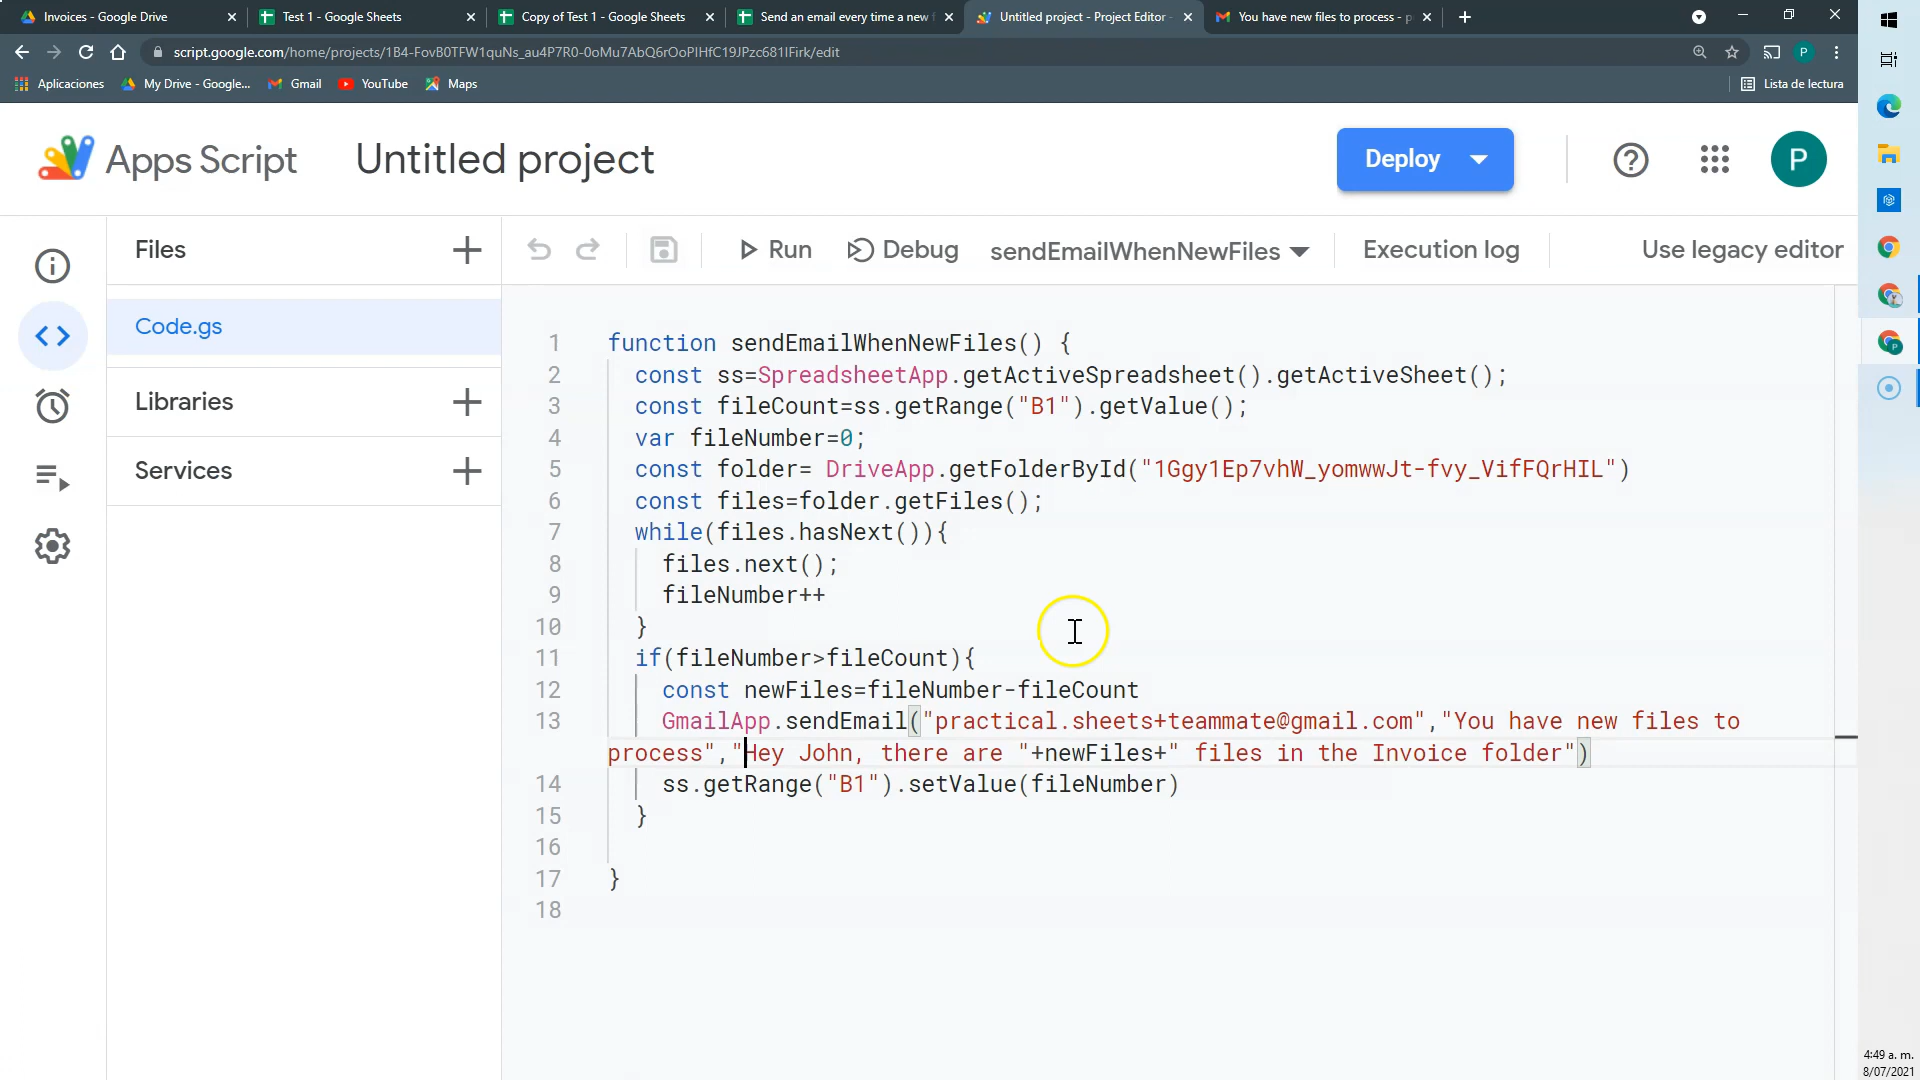 Invoices - Google Drive
Test 1 - Google Sheets
Copy of Test 1 - Google Sheets
Send an email every time a new f
Untitled project - Project Editor -
You have new files to process - p
script.google.com/home/projects/1B4-FovB0TFW1quNs_au4P7R0-0oMu7AbQ6rOoPIHfC19JPzc681IFirk/edit
P
Aplicaciones
My Drive - Google...
Gmail
YouTube
Maps
Lista de lectura
Apps Script
Untitled project
Deploy
P
Files
Run
Debug
sendEmailWhenNewFiles
Execution log
Use legacy editor
Code.gs
Libraries
Services
1 function sendEmailWhenNewFiles() {
2 const ss=SpreadsheetApp.getActiveSpreadsheet().getActiveSheet();
3 const fileCount=ss.getRange("B1").getValue();
4 var fileNumber=0;
5 const folder= DriveApp.getFolderById("1Ggy1Ep7vhW_yomwwJt-fvy_VifFQrHIL")
6 const files=folder.getFiles();
7 while(files.hasNext()){
8 files.next();
9 fileNumber++
10 }
11 if(fileNumber>fileCount){
12 const newFiles=fileNumber-fileCount
13 GmailApp.sendEmail("practical.sheets+teammate@gmail.com","You have new files to
process","Hey John, there are "+newFiles+" files in the Invoice folder")
14 ss.getRange("B1").setValue(fileNumber)
15 }
16
17 }
18
4:49 a. m.
8/07/2021